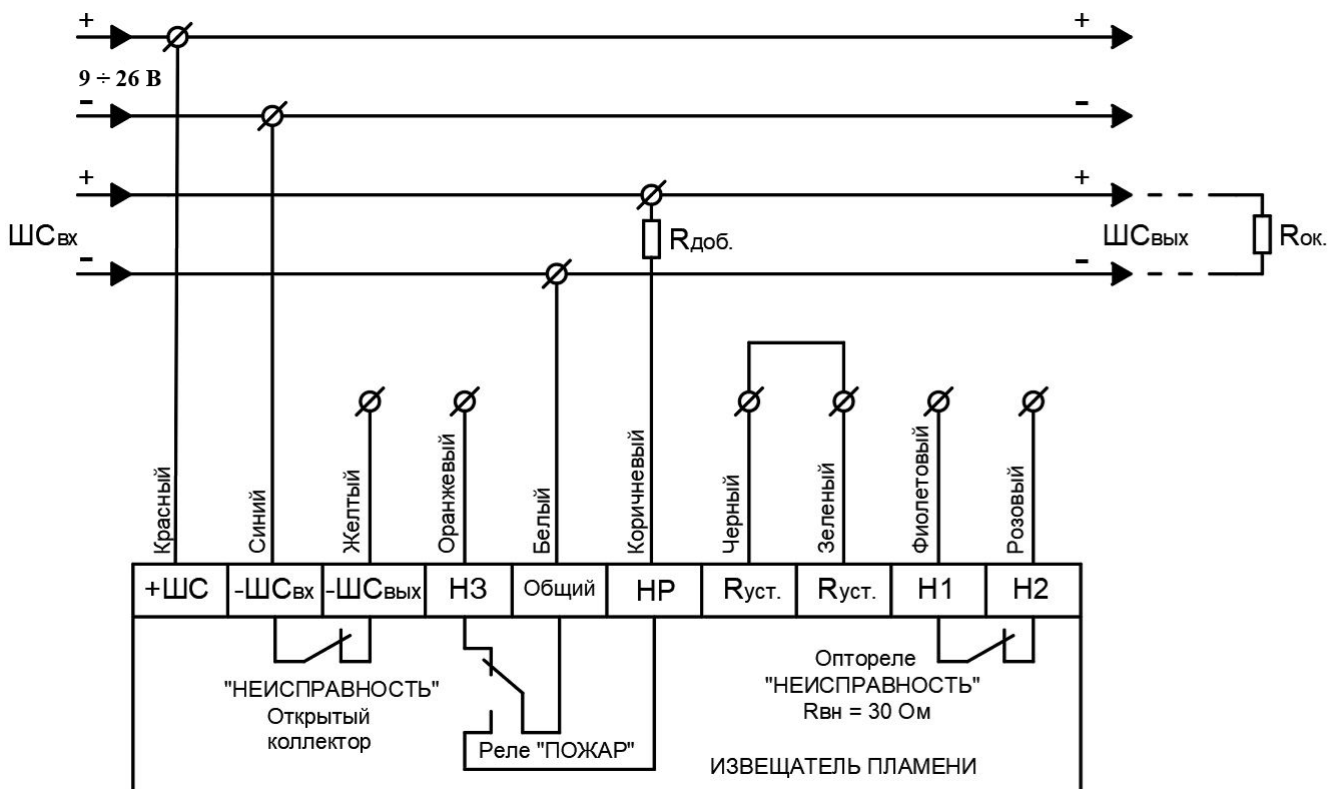 + +
9 ÷ 26 В
- -
+ +
ШСвх Rдоб. ШСвых Rок.
- -
Красный
Синий
Желтый
Оранжевый
Белый
Коричневый
Черный
Зеленый
Фиолетовый
Розовый
+ШС -ШСвх -ШСвых НЗ Общий НР Rуст. Rуст. Н1 Н2
"НЕИСПРАВНОСТЬ"
Открытый
коллектор
Реле "ПОЖАР"
Оптореле
"НЕИСПРАВНОСТЬ"
Rвн = 30 Ом
ИЗВЕЩАТЕЛЬ ПЛАМЕНИ